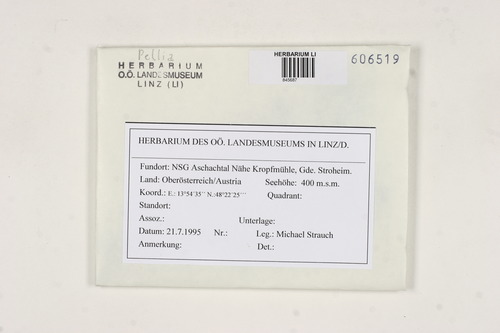 Pellia
HERBARIUM
O.Ö. LANDESMUSEUM
LINZ (LI)
HERBARIUM LI
606519
HERBARIUM DES OÖ. LANDESMUSEUMS IN LINZ/D.
Fundort: NSG Aschachtal Nähe Kropfmühle, Gde. Stroheim.
Land: Oberösterreich/Austria Seehöhe: 400 m.s.m.
Koord.: E.: 13°54´35´´ N.:48°22´25´´´ Quadrant:
Standort:
Assoz.: Unterlage:
Datum: 21.7.1995 Nr.: Leg.: Michael Strauch
Anmerkung: Det.: